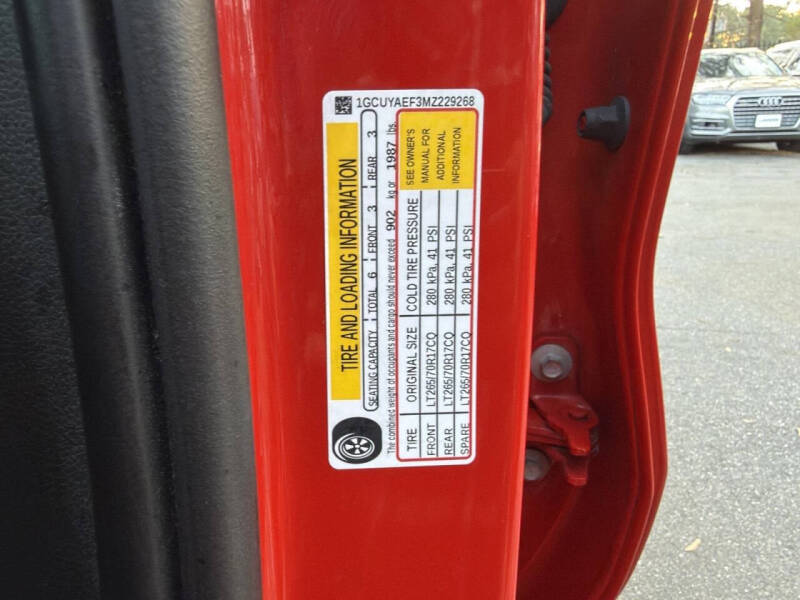 1GCUYAEF3MZ229268
TIRE AND LOADING INFORMATION
SEATING CAPACITY TOTAL 6 FRONT 3 REAR 3
The combined weight of occupants and cargo should never exceed 902 kg or 1987 lbs.
TIRE ORIGINAL SIZE COLD TIRE PRESSURE SEE OWNER'S
FRONT LT265/70R17CQ 280 kPa, 41 PSI MANUAL FOR
REAR LT265/70R17CQ 280 kPa, 41 PSI ADDITIONAL
SPARE LT265/70R17CQ 280 kPa, 41 PSI INFORMATION